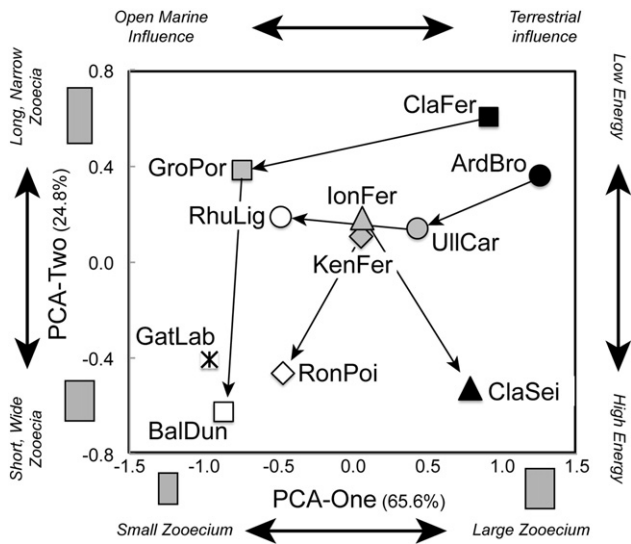 Open Marine
Influence
Terrestrial
influence
Long, Narrow
Zooecia
Low Energy
0.8
0.4
0.0
-0.4
-0.8
PCA-Two (24.8%)
ClaFer
GroPor
ArdBro
IonFer
RhuLig
UllCar
KenFer
GatLab
RonPoi
ClaSei
BalDun
Short, Wide
Zooecia
High Energy
-1.5 -1.0 -0.5 0.0 0.5 1.0 1.5
PCA-One (65.6%)
Small Zooecium
Large Zooecium